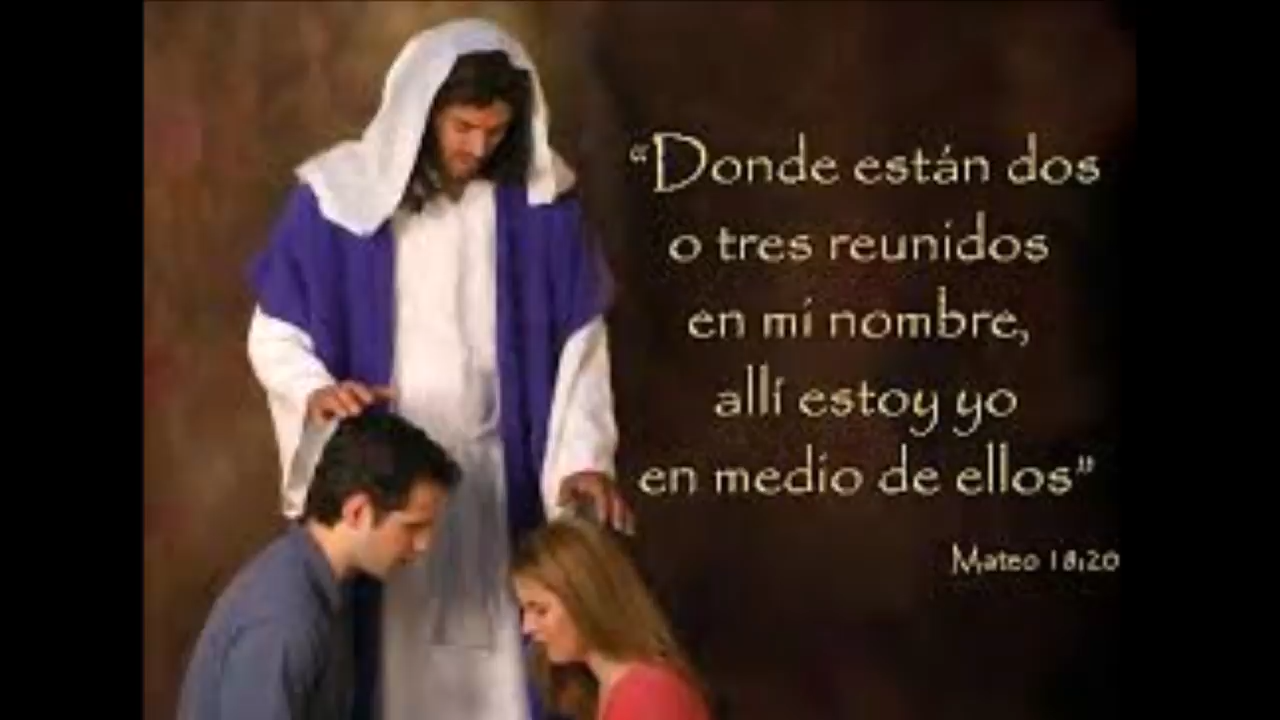 “Donde están dos
o tres reunidos
en mi nombre,
allí estoy yo
en medio de ellos”
Mateo 18:20